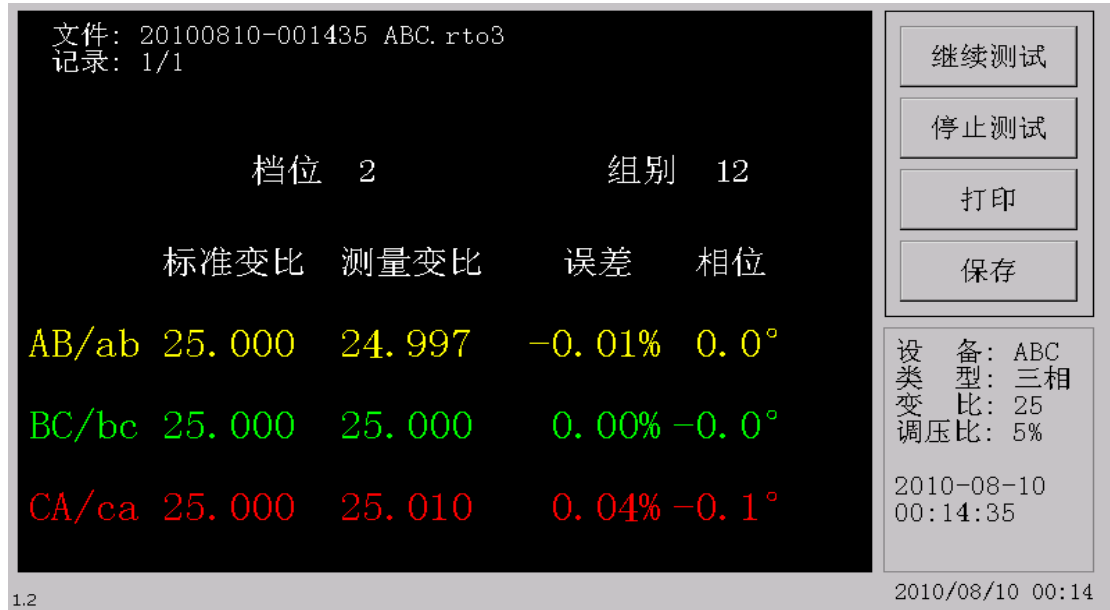 文件: 20100810-001435 ABC.rto3
记录: 1/1
档位 2 组别 12
标准变比 测量变比 误差 相位
AB/ab 25.000 24.997 -0.01% 0.0°
BC/bc 25.000 25.000 0.00% -0.0°
CA/ca 25.000 25.010 0.04% -0.1°
继续测试
停止测试
打印
保存
设 备: ABC
类 型: 三相
变 比: 25
调压比: 5%
2010-08-10
00:14:35
1.2
2010/08/10 00:14